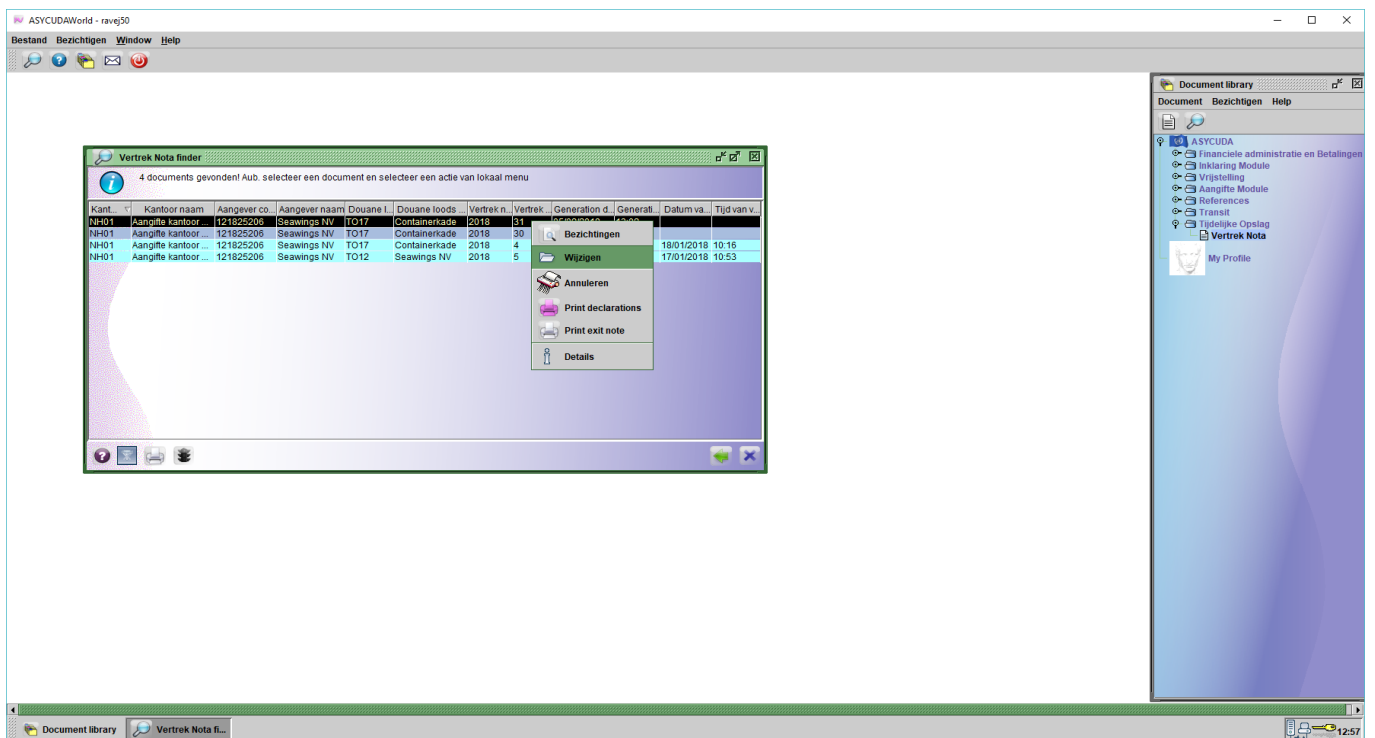 ASYCUDAWorld - ravej50
Bestand Bezichtigen Window Help
Document library
Document Bezichtigen Help
ASYCUDA
Financiele administratie en Betalingen
Inklaring Module
Vrijstelling
Aangifte Module
References
Transit
Tijdelijke Opslag
Vertrek Nota
My Profile
Vertrek Nota finder
4 documents gevonden! Aub. selecteer een document en selecteer een actie van lokaal menu
Kant... Kantoor naam Aangever co... Aangever naam Douane l... Douane loods ... Vertrek n... Vertrek ... Generation d... Generati... Datum va... Tijd van v...
NH01 Aangifte kantoor ... 121825206 Seawings NV TO17 Containerkade 2018 31
NH01 Aangifte kantoor ... 121825206 Seawings NV TO17 Containerkade 2018 30
NH01 Aangifte kantoor ... 121825206 Seawings NV TO17 Containerkade 2018 4 18/01/2018 10:16
NH01 Aangifte kantoor ... 121825206 Seawings NV TO12 Seawings NV 2018 5 17/01/2018 10:53
Bezichtingen
Wijzigen
Annuleren
Print declarations
Print exit note
Details
Document library Vertrek Nota fi... 12:57